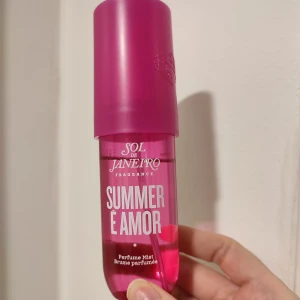 SOL
DE
JANEIRO
FRAGRANCE
SUMMER
É AMOR
Perfume Mist
Brume parfumée